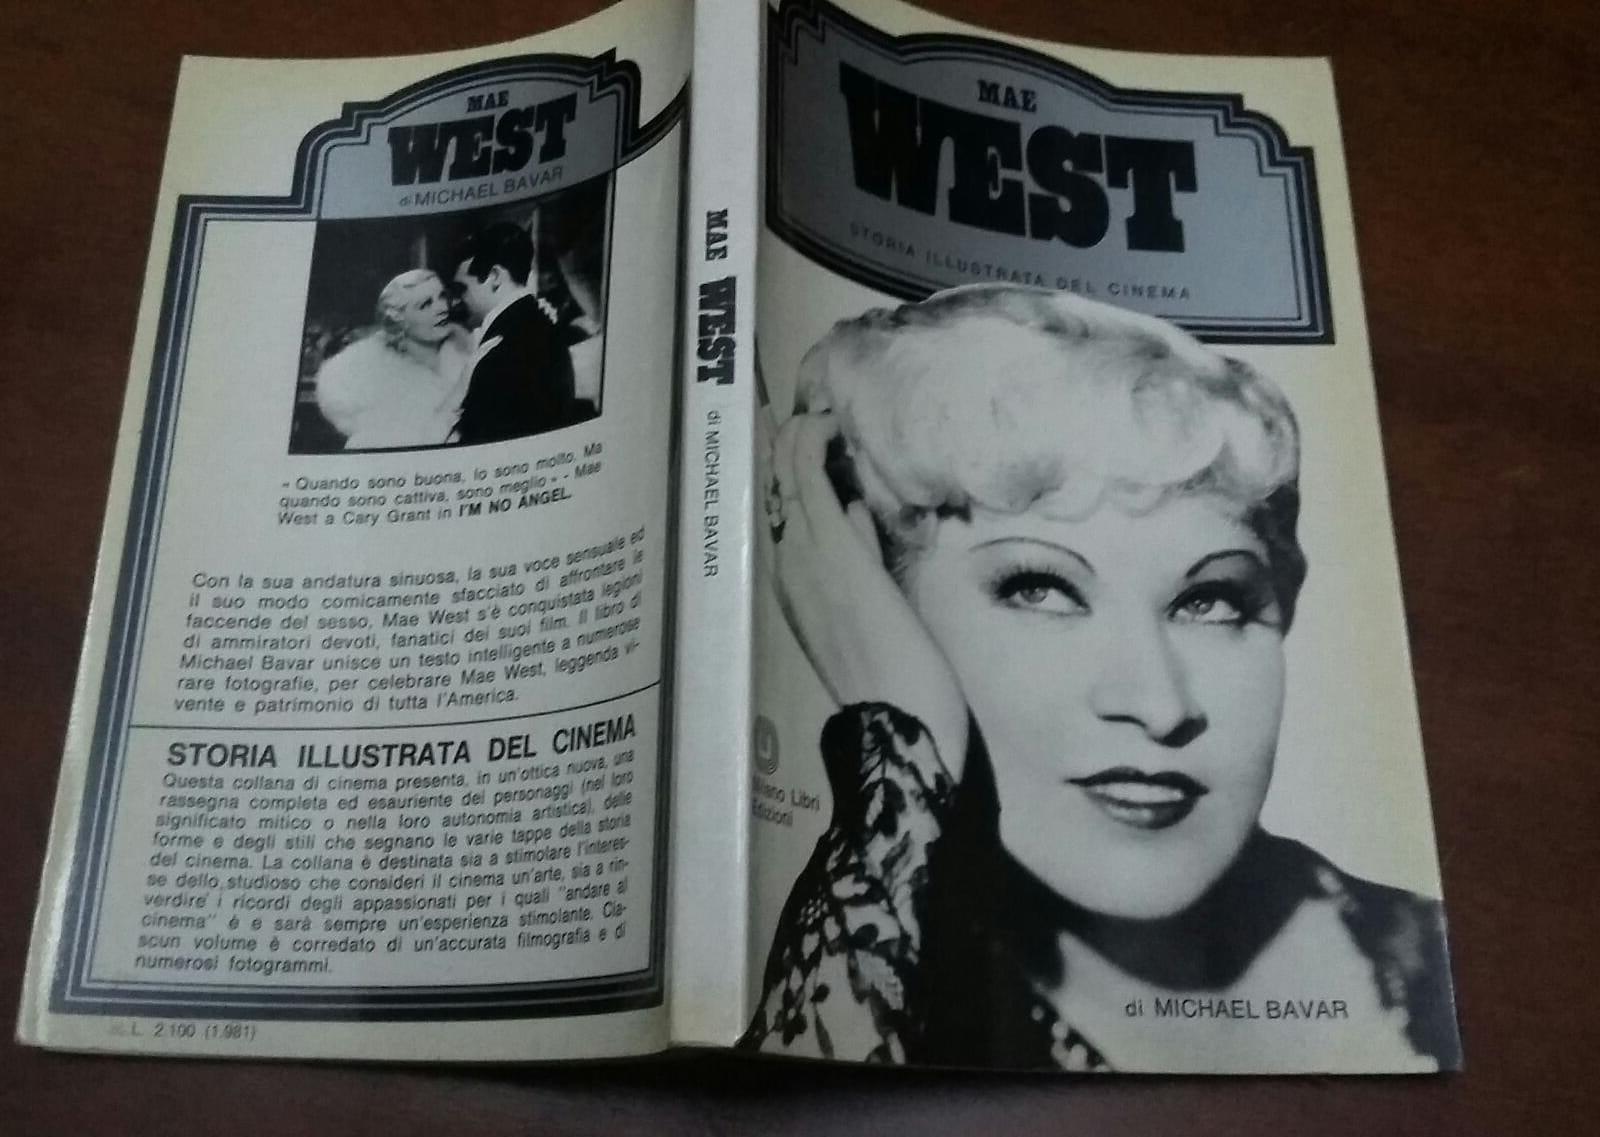 MAE
WEST
di MICHAEL BAVAR
« Quando sono buona, lo sono molto. Ma
quando sono cattiva, sono meglio » - Mae
West a Cary Grant in I'M NO ANGEL.
Con la sua andatura sinuosa, la sua voce sensuale ed
il suo modo comicamente sfacciato di affrontare le
faccende del sesso, Mae West s'è conquistata legioni
di ammiratori devoti, fanatici dei suoi film. Il libro di
Michael Bavar unisce un testo intelligente a numerose
rare fotografie, per celebrare Mae West, leggenda vi-
vente e patrimonio di tutta l'America.
STORIA ILLUSTRATA DEL CINEMA
Questa collana di cinema presenta, in un'ottica nuova, una
rassegna completa ed esauriente dei personaggi (nel loro
significato mitico o nella loro autonomia artistica), delle
forme e degli stili che segnano le varie tappe della storia
del cinema. La collana è destinata sia a stimolare l'interes-
se dello studioso che consideri il cinema un'arte, sia a rin-
verdire i ricordi degli appassionati per i quali "andare al
cinema" è e sarà sempre un'esperienza stimolante. Cia-
scun volume è corredato di un'accurata filmografia e di
numerosi fotogrammi.
L. 2.100 (1.981)
MAE WEST di MICHAEL BAVAR
MAE
WEST
STORIA ILLUSTRATA DEL CINEMA
Milano Libri
Edizioni
di MICHAEL BAVAR